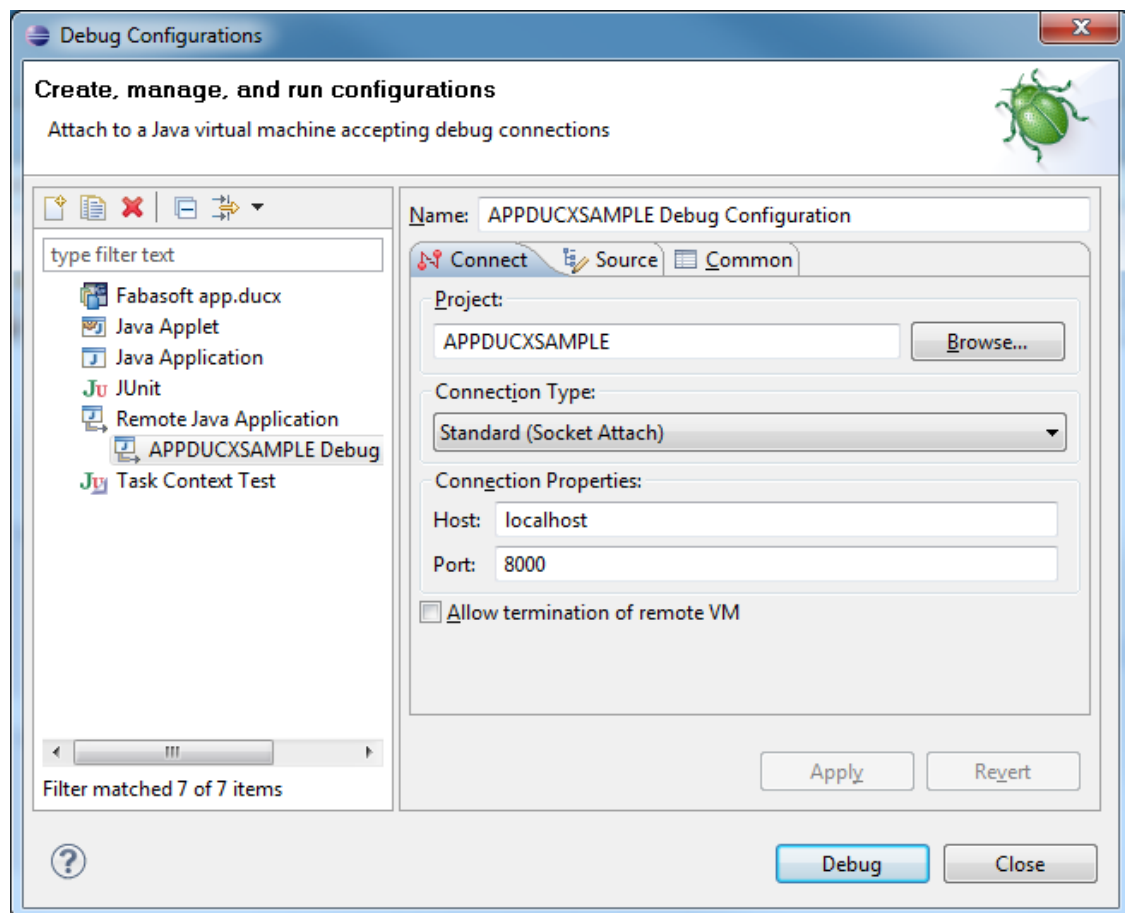 Debug Configurations
Create, manage, and run configurations
Attach to a Java virtual machine accepting debug connections
type filter text
Fabasoft app.ducx
Java Applet
Java Application
JUnit
Remote Java Application
APPDUCXSAMPLE Debug
Task Context Test
Filter matched 7 of 7 items
Name: APPDUCXSAMPLE Debug Configuration
Connect Source Common
Project:
APPDUCXSAMPLE Browse...
Connection Type:
Standard (Socket Attach)
Connection Properties:
Host: localhost
Port: 8000
Allow termination of remote VM
Apply Revert
Debug Close